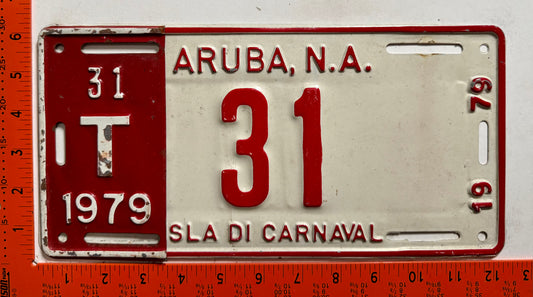 31
T
1979
ARUBA, N.A.
31
19 79
SLA DI CARNAVAL